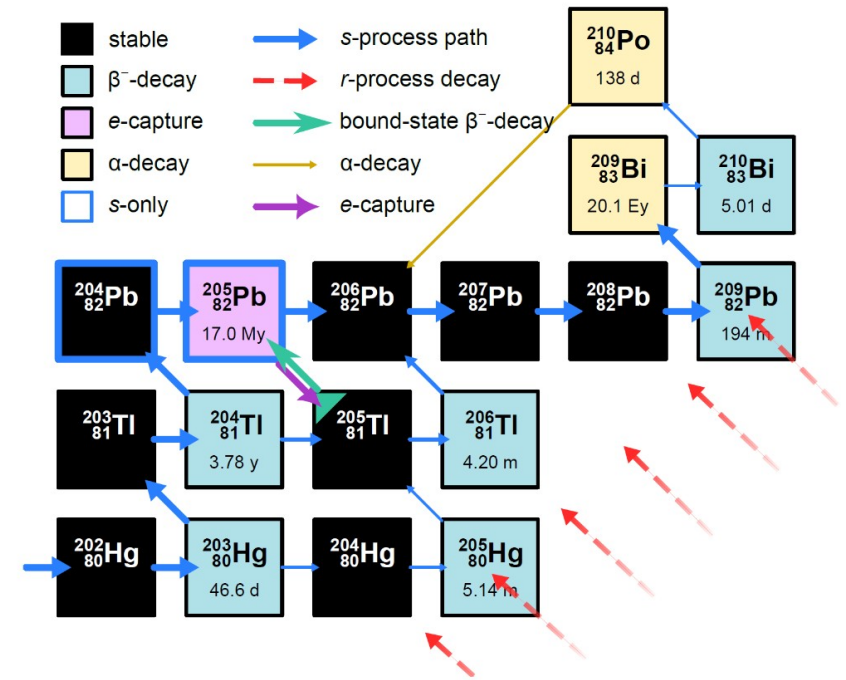 stable
β⁻-decay
e-capture
α-decay
s-only
s-process path
r-process decay
bound-state β⁻-decay
α-decay
e-capture
²¹⁰₈₄Po
138 d
²⁰⁹₈₃Bi
20.1 Ey
²¹⁰₈₃Bi
5.01 d
²⁰⁴₈₂Pb
²⁰⁵₈₂Pb
17.0 My
²⁰⁶₈₂Pb
²⁰⁷₈₂Pb
²⁰⁸₈₂Pb
²⁰⁹₈₂Pb
194 m
²⁰³₈₁Tl
²⁰⁴₈₁Tl
3.78 y
²⁰⁵₈₁Tl
²⁰⁶₈₁Tl
4.20 m
²⁰²₈₀Hg
²⁰³₈₀Hg
46.6 d
²⁰⁴₈₀Hg
²⁰⁵₈₀Hg
5.14 m